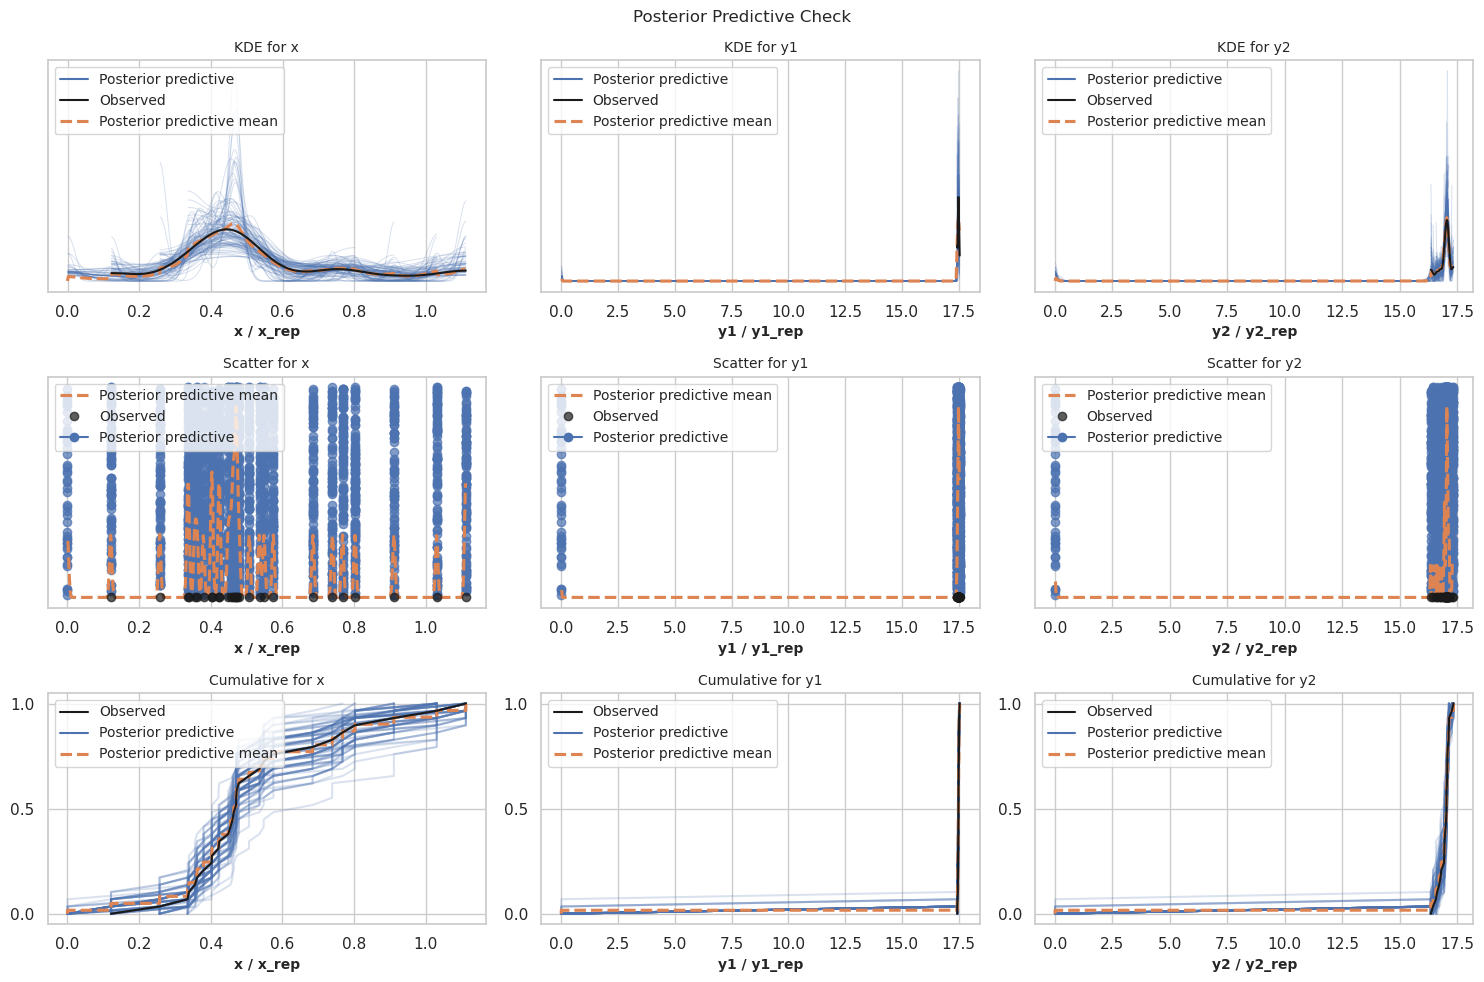 Posterior Predictive Check
KDE for x
Posterior predictive
Observed
Posterior predictive mean
0.0 0.2 0.4 0.6 0.8 1.0
x / x_rep
KDE for y1
Posterior predictive
Observed
Posterior predictive mean
0.0 2.5 5.0 7.5 10.0 12.5 15.0 17.5
y1 / y1_rep
KDE for y2
Posterior predictive
Observed
Posterior predictive mean
0.0 2.5 5.0 7.5 10.0 12.5 15.0 17.5
y2 / y2_rep
Scatter for x
Posterior predictive mean
Observed
Posterior predictive
0.0 0.2 0.4 0.6 0.8 1.0
x / x_rep
Scatter for y1
Posterior predictive mean
Observed
Posterior predictive
0.0 2.5 5.0 7.5 10.0 12.5 15.0 17.5
y1 / y1_rep
Scatter for y2
Posterior predictive mean
Observed
Posterior predictive
0.0 2.5 5.0 7.5 10.0 12.5 15.0 17.5
y2 / y2_rep
Cumulative for x
1.0
0.5
0.0
Observed
Posterior predictive
Posterior predictive mean
0.0 0.2 0.4 0.6 0.8 1.0
x / x_rep
Cumulative for y1
1.0
0.5
0.0
Observed
Posterior predictive
Posterior predictive mean
0.0 2.5 5.0 7.5 10.0 12.5 15.0 17.5
y1 / y1_rep
Cumulative for y2
1.0
0.5
0.0
Observed
Posterior predictive
Posterior predictive mean
0.0 2.5 5.0 7.5 10.0 12.5 15.0 17.5
y2 / y2_rep